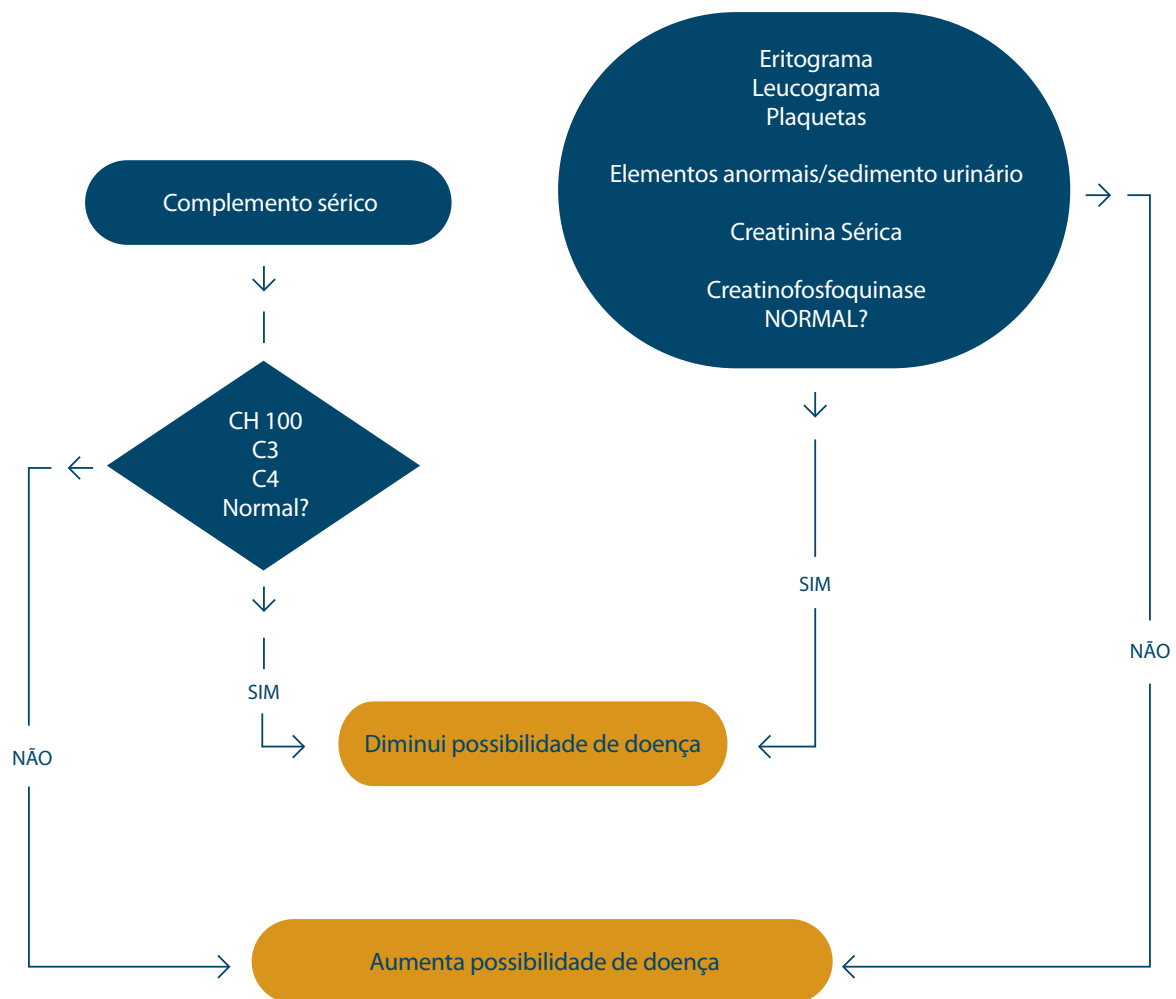 Eritograma
Leucograma
Plaquetas
Elementos anormais/sedimento urinário
Creatinina Sérica
Creatinofosfoquinase
NORMAL?
Complemento sérico
CH 100
C3
C4
Normal?
SIM
NÃO
SIM
NÃO
Diminui possibilidade de doença
Aumenta possibilidade de doença